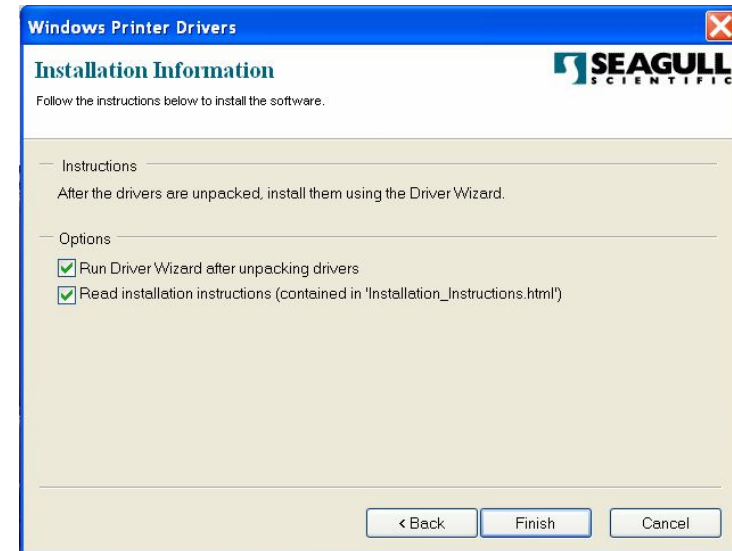 Windows Printer Drivers
Installation Information
SEAGULL
SCIENTIFIC
Follow the instructions below to install the software.
Instructions
After the drivers are unpacked, install them using the Driver Wizard.
Options
Run Driver Wizard after unpacking drivers
Read installation instructions (contained in 'Installation_Instructions.html')
< Back
Finish
Cancel